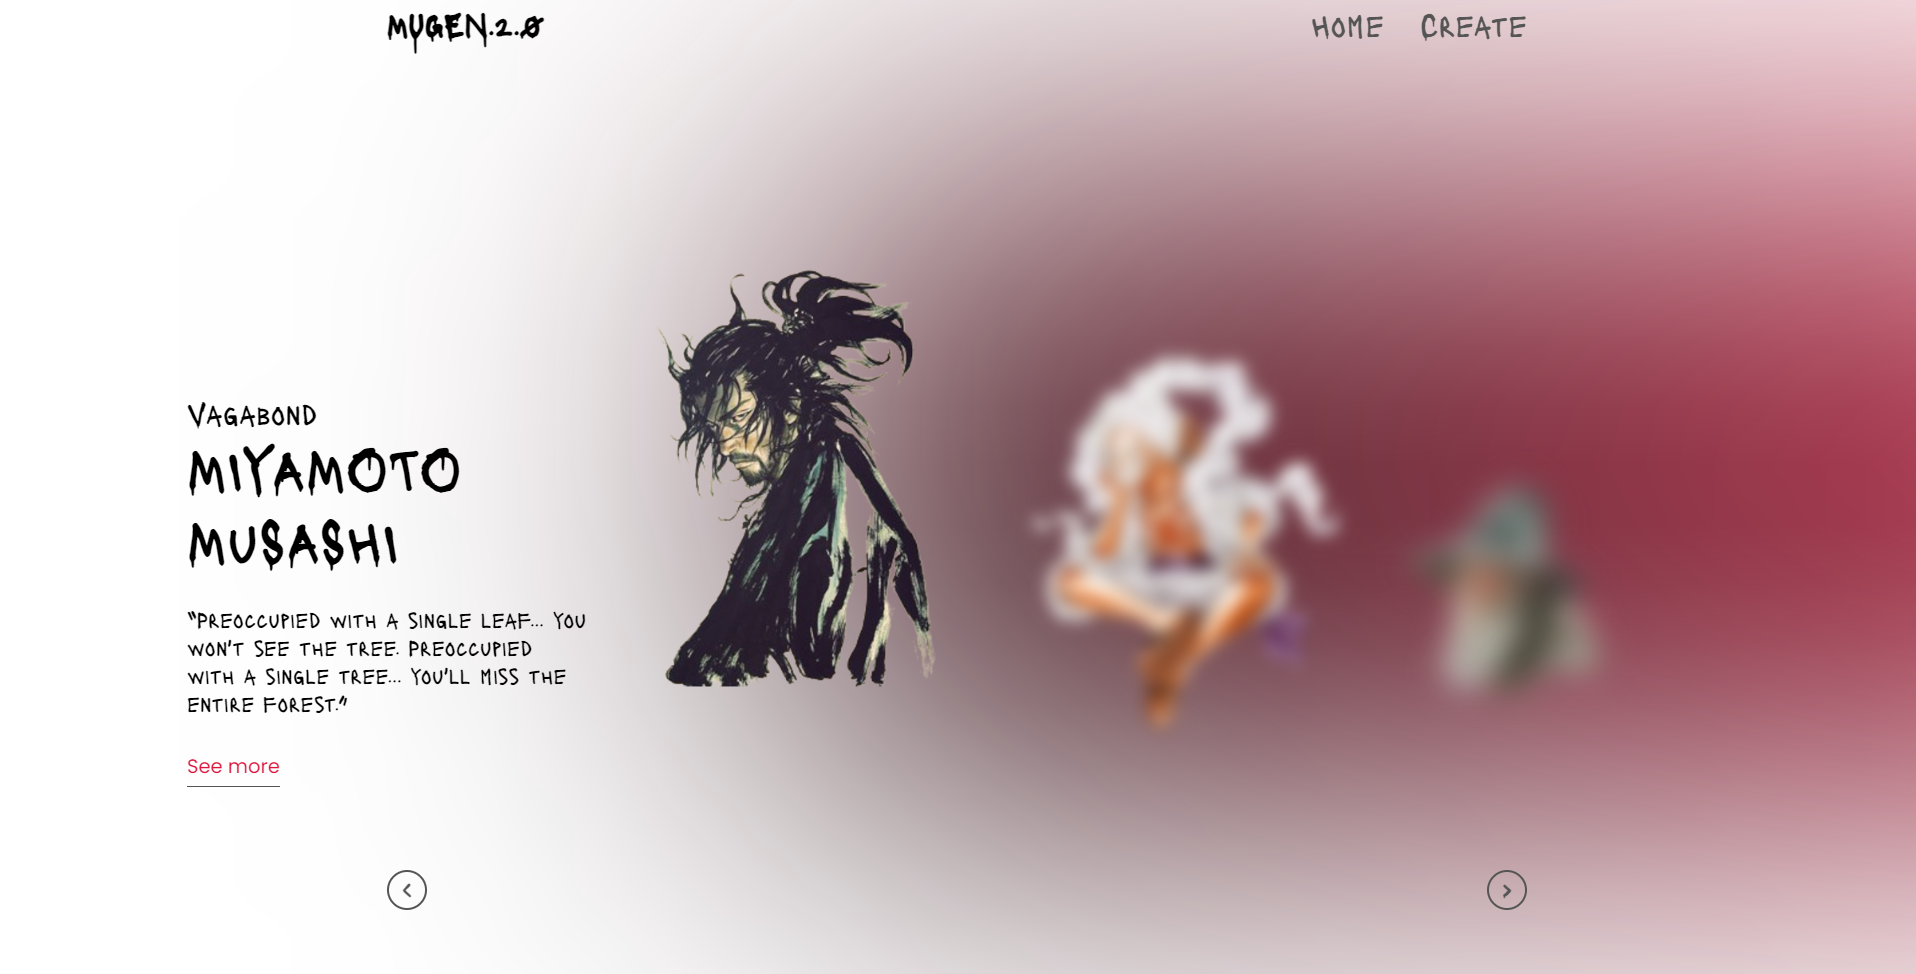 MUGEN.2.0
HOME CREATE
VAGABOND
MIYAMOTO
MUSASHI
"PREOCCUPIED WITH A SINGLE LEAF... YOU
WON'T SEE THE TREE. PREOCCUPIED
WITH A SINGLE TREE... YOU'LL MISS THE
ENTIRE FOREST."
See more